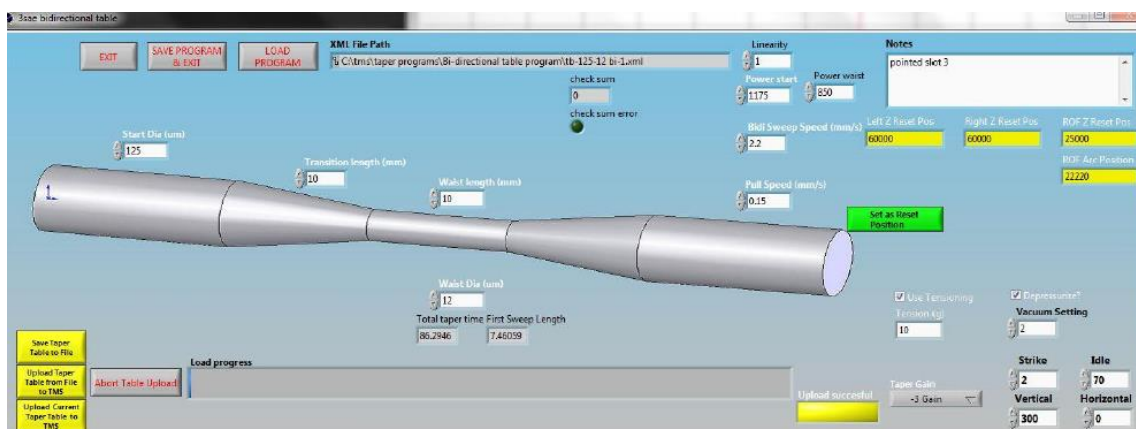 3sae bidirectional table
EXIT
SAVE PROGRAM
& EXIT
LOAD
PROGRAM
XML File Path
C:\tms\taper programs\Bi-directional table program\tb-125-12 bi-1.xml
check sum
0
check sum error
Linearity
1
Power start
1175
Power waist
850
Notes
pointed slot 3
Bidi Sweep Speed (mm/s)
2.2
Left Z Reset Pos
60000
Right Z Reset Pos
60000
ROF Z Reset Pos
25000
ROF Arc Position
22220
Start Dia (um)
125
Transition length (mm)
10
Waist length (mm)
10
Pull Speed (mm/s)
0.15
Set as Reset
Position
Waist Dia (um)
12
Total taper time
86.2946
First Sweep Length
7.46059
Use Tensioning
10
Depressurize?
Vacuum Setting
2
Save Taper
Table to File
Upload Taper
Table from File
to TMS
Upload Current
Taper Table to
TMS
Abort Table Upload
Load progress
Upload succesful
Taper Gain
-3 Gain
Strike
2
Idle
70
Vertical
300
Horizontal
0